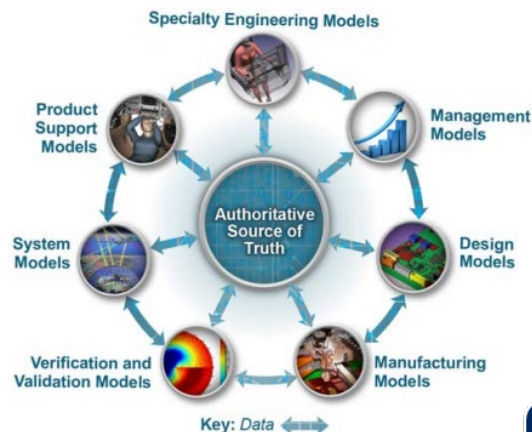 Specialty Engineering Models
Product
Support
Models
Management
Models
Authoritative
Source of
Truth
System
Models
Design
Models
Verification and
Validation Models
Manufacturing
Models
Key: Data